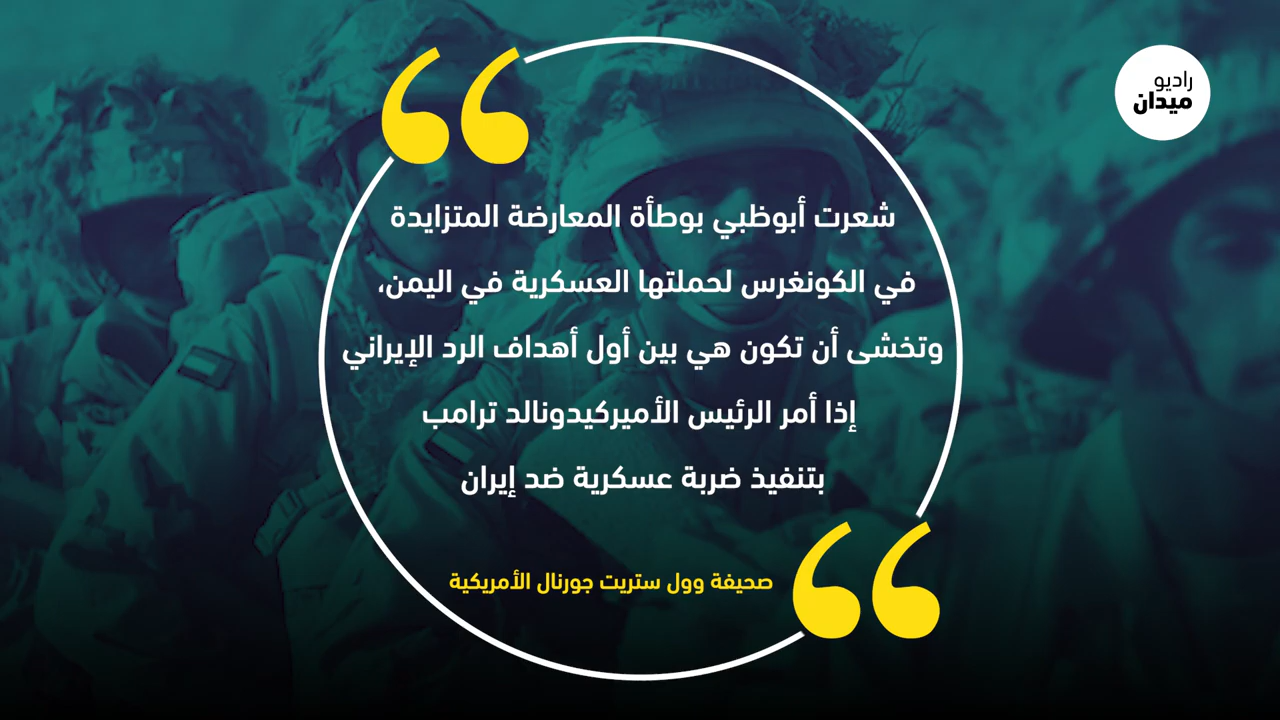 راديو
ميدان
شعرت أبوظبي بوطأة المعارضة المتزايدة
في الكونغرس لحملتها العسكرية في اليمن،
وتخشى أن تكون هي بين أول أهداف الرد الإيراني
إذا أمر الرئيس الأميركيدونالد ترامب
بتنفيذ ضربة عسكرية ضد إيران
صحيفة وول ستريت جورنال الأمريكية